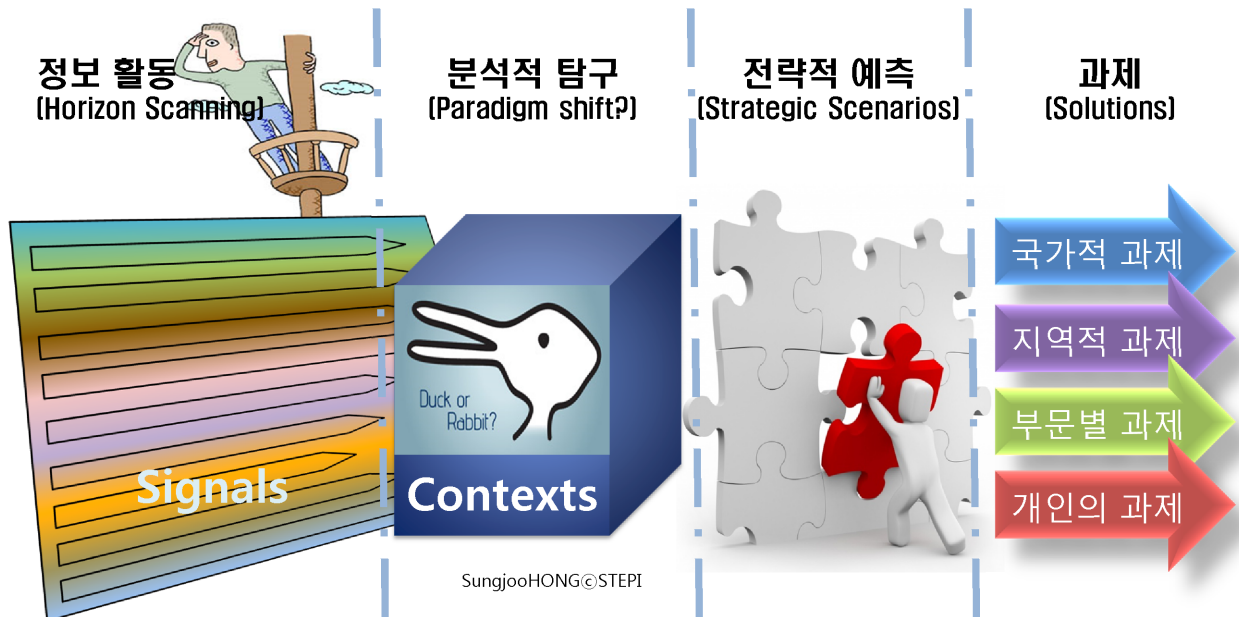 정보 활동
(Horizon Scanning)
분석적 탐구
(Paradigm shift?)
전략적 예측
(Strategic Scenarios)
과제
(Solutions)
Signals
Duck or
Rabbit?
Contexts
국가적 과제
지역적 과제
부문별 과제
개인의 과제
SungjooHONGⓒSTEPI